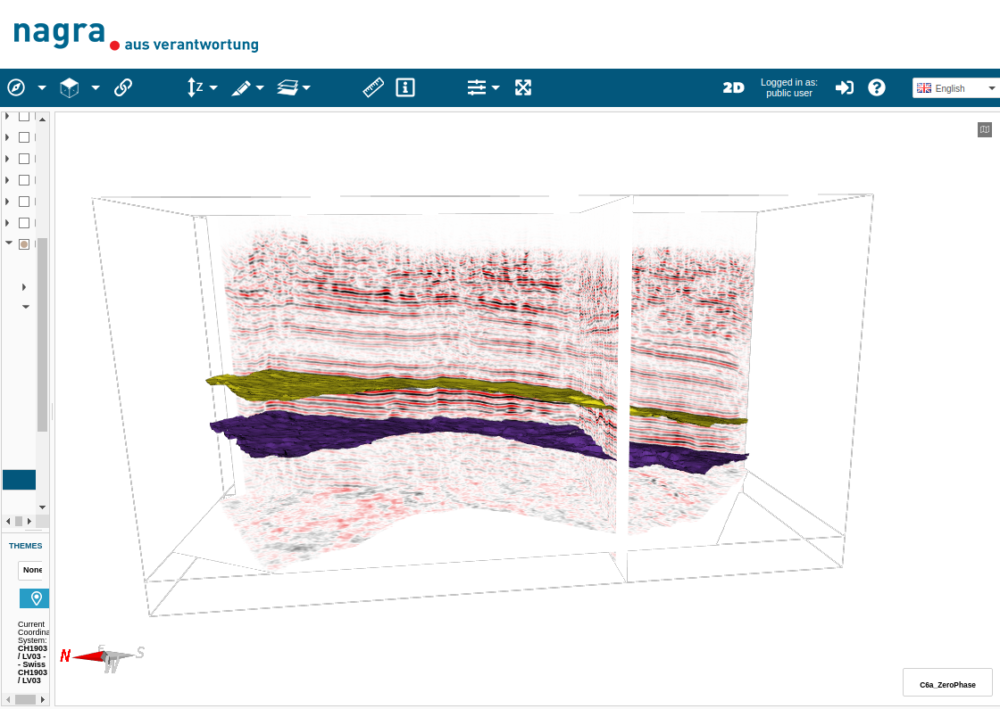 nagra.
aus verantwortung
Z
2D
Logged in as:
public user
English
THEMES
None
Current
Coordina
System:
CH1903
/ LV03 -
- Swiss
CH1903
/ LV03
N
E
S
W
C6a_ZeroPhase